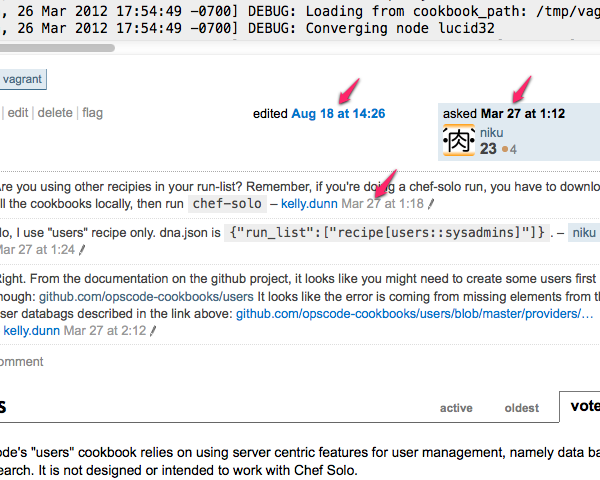 , 26 Mar 2012 17:54:49 -0700] DEBUG: Loading from cookbook_path: /tmp/vag
, 26 Mar 2012 17:54:49 -0700] DEBUG: Converging node lucid32
vagrant
edit | delete | flag
edited Aug 18 at 14:26
asked Mar 27 at 1:12
肉
niku
23 4
Are you using other recipies in your run-list? Remember, if you're doing a chef-solo run, you have to downlo
ll the cookbooks locally, then run chef-solo – kelly.dunn Mar 27 at 1:18
lo, I use "users" recipe only. dna.json is {"run_list":["recipe[users::sysadmins]"]}. – niku
Mar 27 at 1:24
Right. From the documentation on the github project, it looks like you might need to create some users first
hough: github.com/opscode-cookbooks/users It looks like the error is coming from missing elements from th
ser databags described in the link above: github.com/opscode-cookbooks/users/blob/master/providers/…
kelly.dunn Mar 27 at 2:12
omment
s
active oldest vote
ode's "users" cookbook relies on using server centric features for user management, namely data ba
earch. It is not designed or intended to work with Chef Solo.